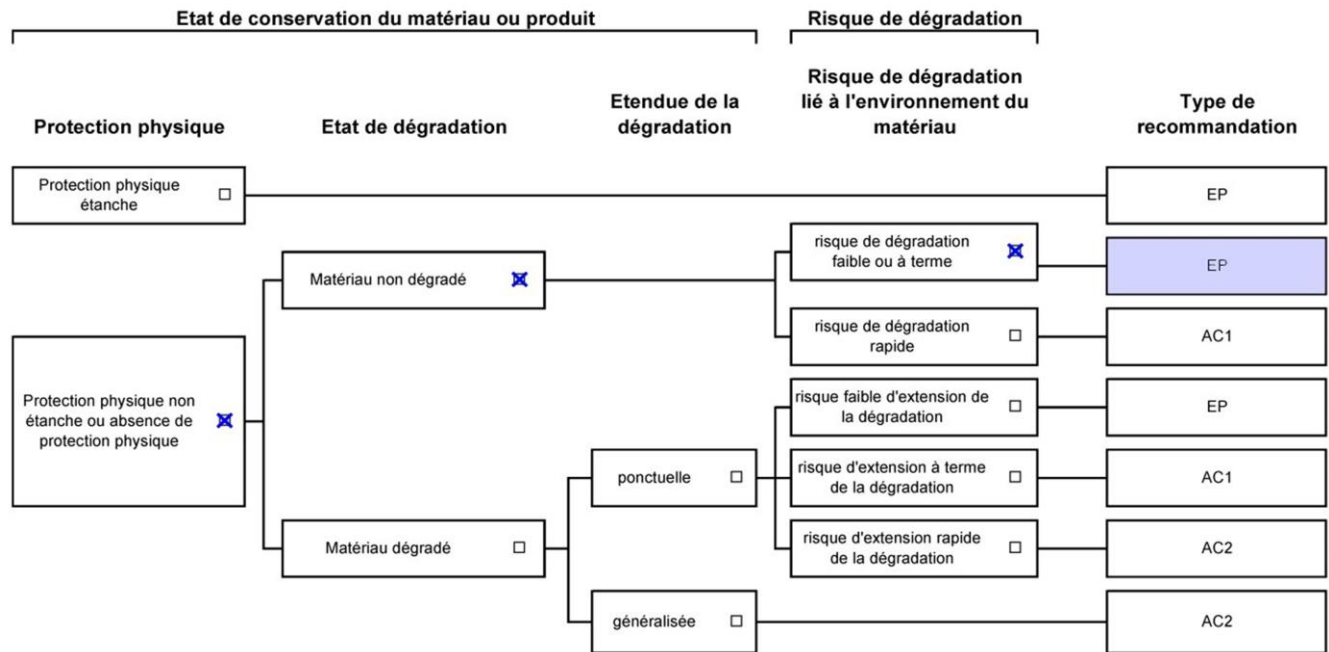 Etat de conservation du matériau ou produit
Risque de dégradation
Protection physique
Etat de dégradation
Etendue de la
dégradation
Risque de dégradation
lié à l'environnement du
matériau
Type de
recommandation
Protection physique
étanche
EP
risque de dégradation
faible ou à terme
EP
Matériau non dégradé
risque de dégradation
rapide
AC1
Protection physique non
étanche ou absence de
protection physique
risque faible d'extension de
la dégradation
EP
ponctuelle
risque d'extension à terme
de la dégradation
AC1
Matériau dégradé
risque d'extension rapide
de la dégradation
AC2
généralisée
AC2